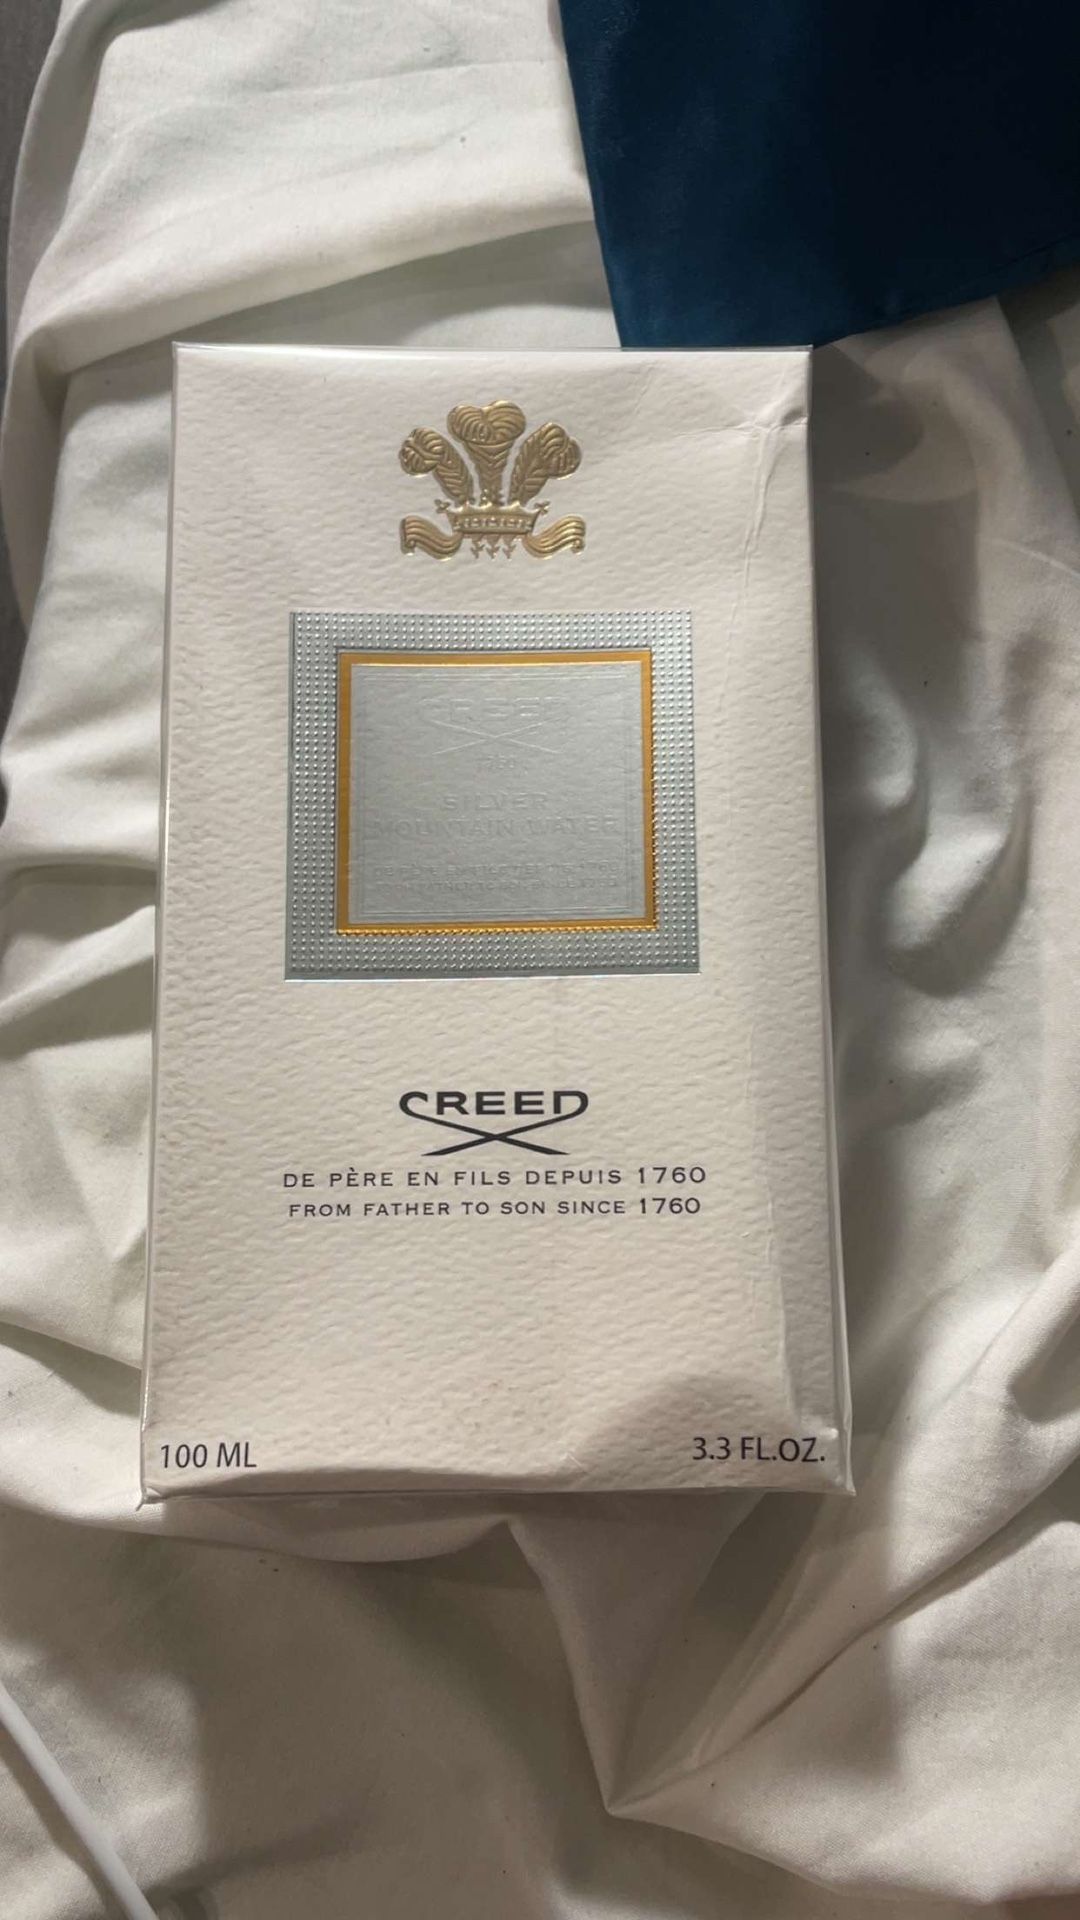 CREED
1760
SILVER
MOUNTAIN WATER
CREED
DE PÈRE EN FILS DEPUIS 1760
FROM FATHER TO SON SINCE 1760
100 ML
3.3 FL.OZ.